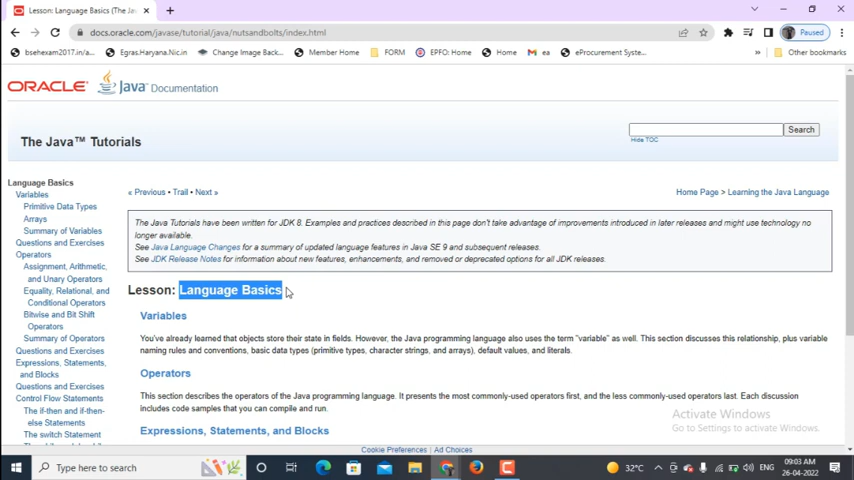 Lesson: Language Basics (The Ja
docs.oracle.com/javase/tutorial/java/nutsandbolts/index.html
Paused
bsehexam2017.in/a... Egras.Haryana.Nic.in Change Image Back... Member Home FORM EPFO: Home Home ea eProcurement Syste... » Other bookmarks
ORACLE Java Documentation
The Java™ Tutorials
Search
Hide TOC
Language Basics
Variables
Primitive Data Types
Arrays
Summary of Variables
Questions and Exercises
Operators
Assignment, Arithmetic,
and Unary Operators
Equality, Relational, and
Conditional Operators
Bitwise and Bit Shift
Operators
Summary of Operators
Questions and Exercises
Expressions, Statements,
and Blocks
Questions and Exercises
Control Flow Statements
The if-then and if-then-
else Statements
The switch Statement
« Previous • Trail • Next »
Home Page > Learning the Java Language
The Java Tutorials have been written for JDK 8. Examples and practices described in this page don't take advantage of improvements introduced in later releases and might use technology no
longer available.
See Java Language Changes for a summary of updated language features in Java SE 9 and subsequent releases.
See JDK Release Notes for information about new features, enhancements, and removed or deprecated options for all JDK releases.
Lesson: Language Basics
Variables
You've already learned that objects store their state in fields. However, the Java programming language also uses the term "variable" as well. This section discusses this relationship, plus variable
naming rules and conventions, basic data types (primitive types, character strings, and arrays), default values, and literals.
Operators
This section describes the operators of the Java programming language. It presents the most commonly-used operators first, and the less commonly-used operators last. Each discussion
includes code samples that you can compile and run.
Expressions, Statements, and Blocks
Activate Windows
Go to Settings to activate Windows.
Cookie Preferences | Ad Choices
Type here to search
32°C
ENG
09:03 AM
26-04-2022